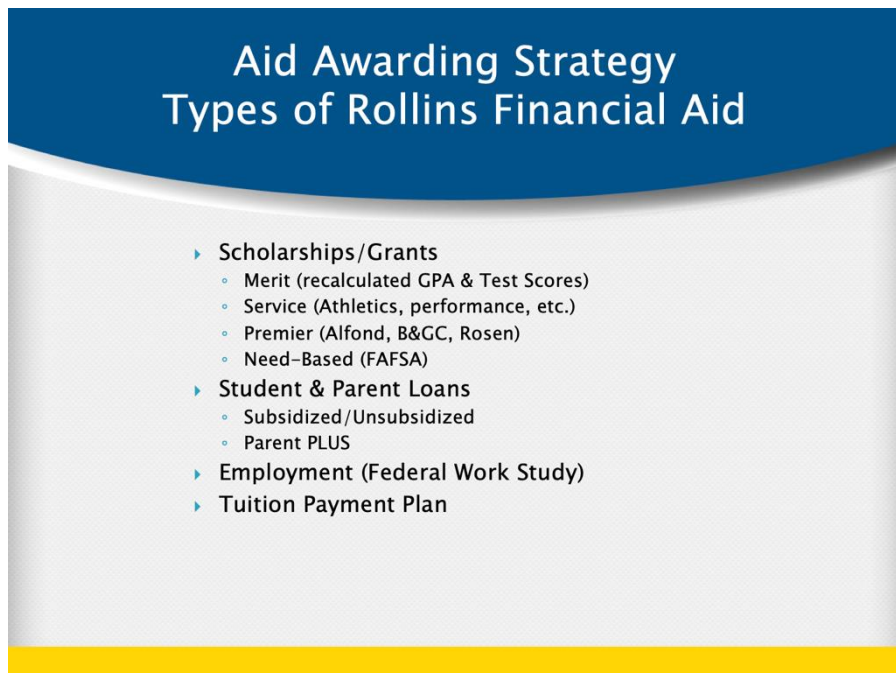 Aid Awarding Strategy
Types of Rollins Financial Aid
Scholarships/Grants
Merit (recalculated GPA & Test Scores)
Service (Athletics, performance, etc.)
Premier (Alfond, B&GC, Rosen)
Need-Based (FAFSA)
Student & Parent Loans
Subsidized/Unsubsidized
Parent PLUS
Employment (Federal Work Study)
Tuition Payment Plan